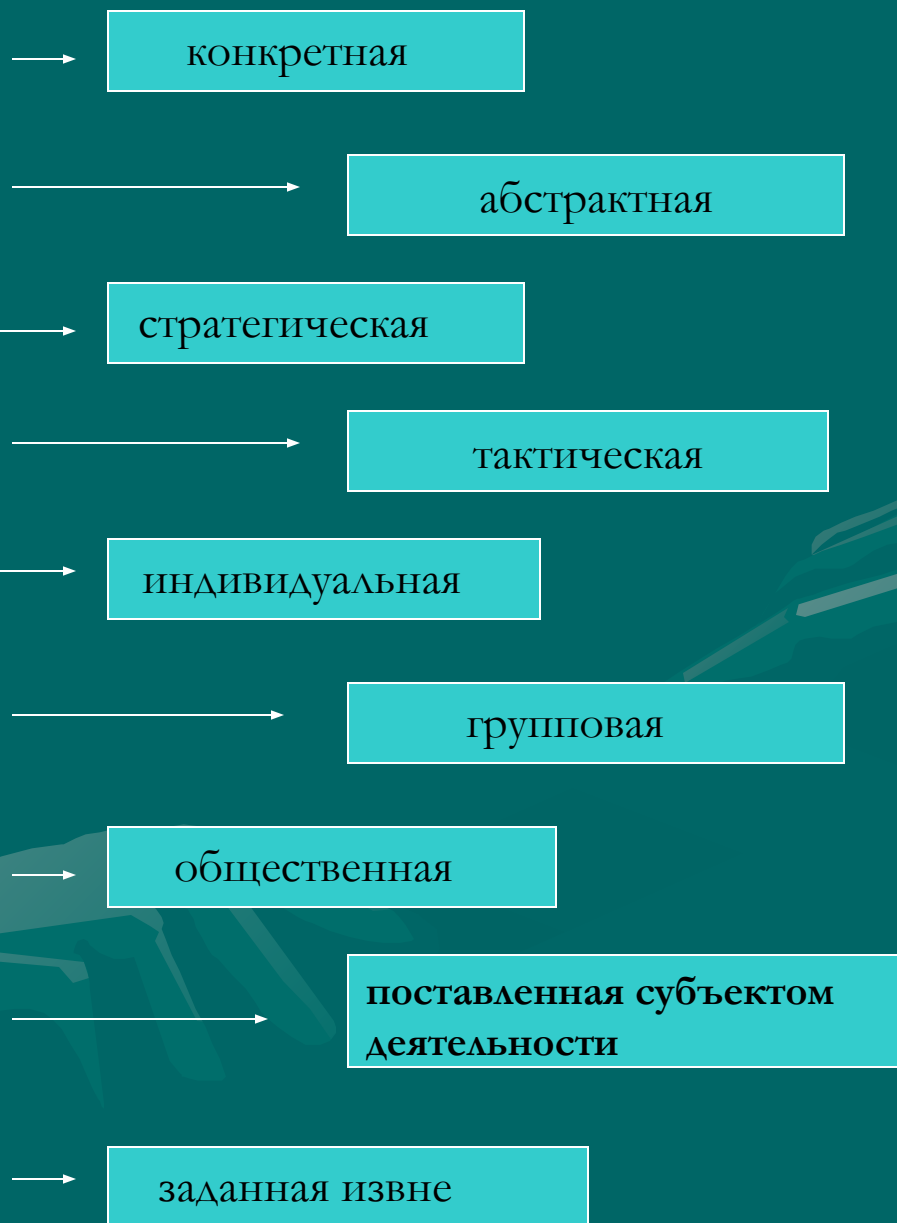 конкретная
абстрактная
стратегическая
тактическая
индивидуальная
групповая
общественная
поставленная субъектом
деятельности
заданная извне